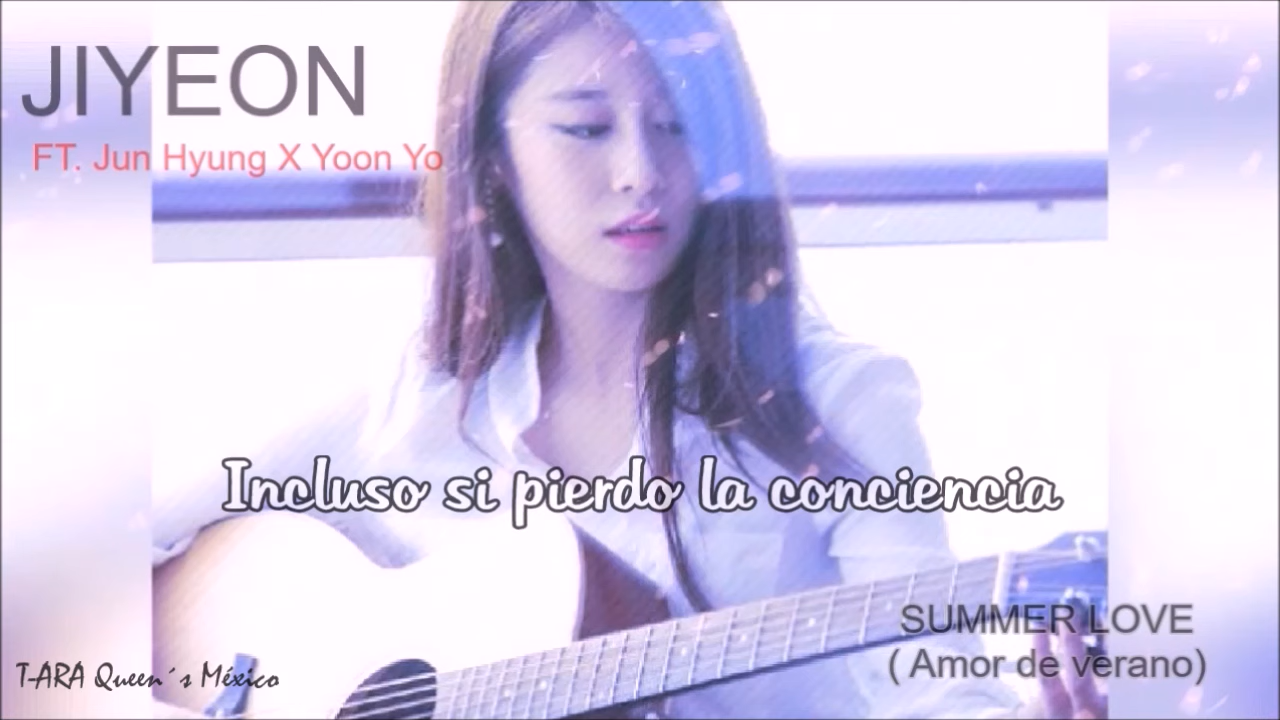 JIYEON
FT. Jun Hyung X Yoon Yo
Incluso si pierdo la conciencia
SUMMER LOVE
( Amor de verano)
T-ARA Queen´s México